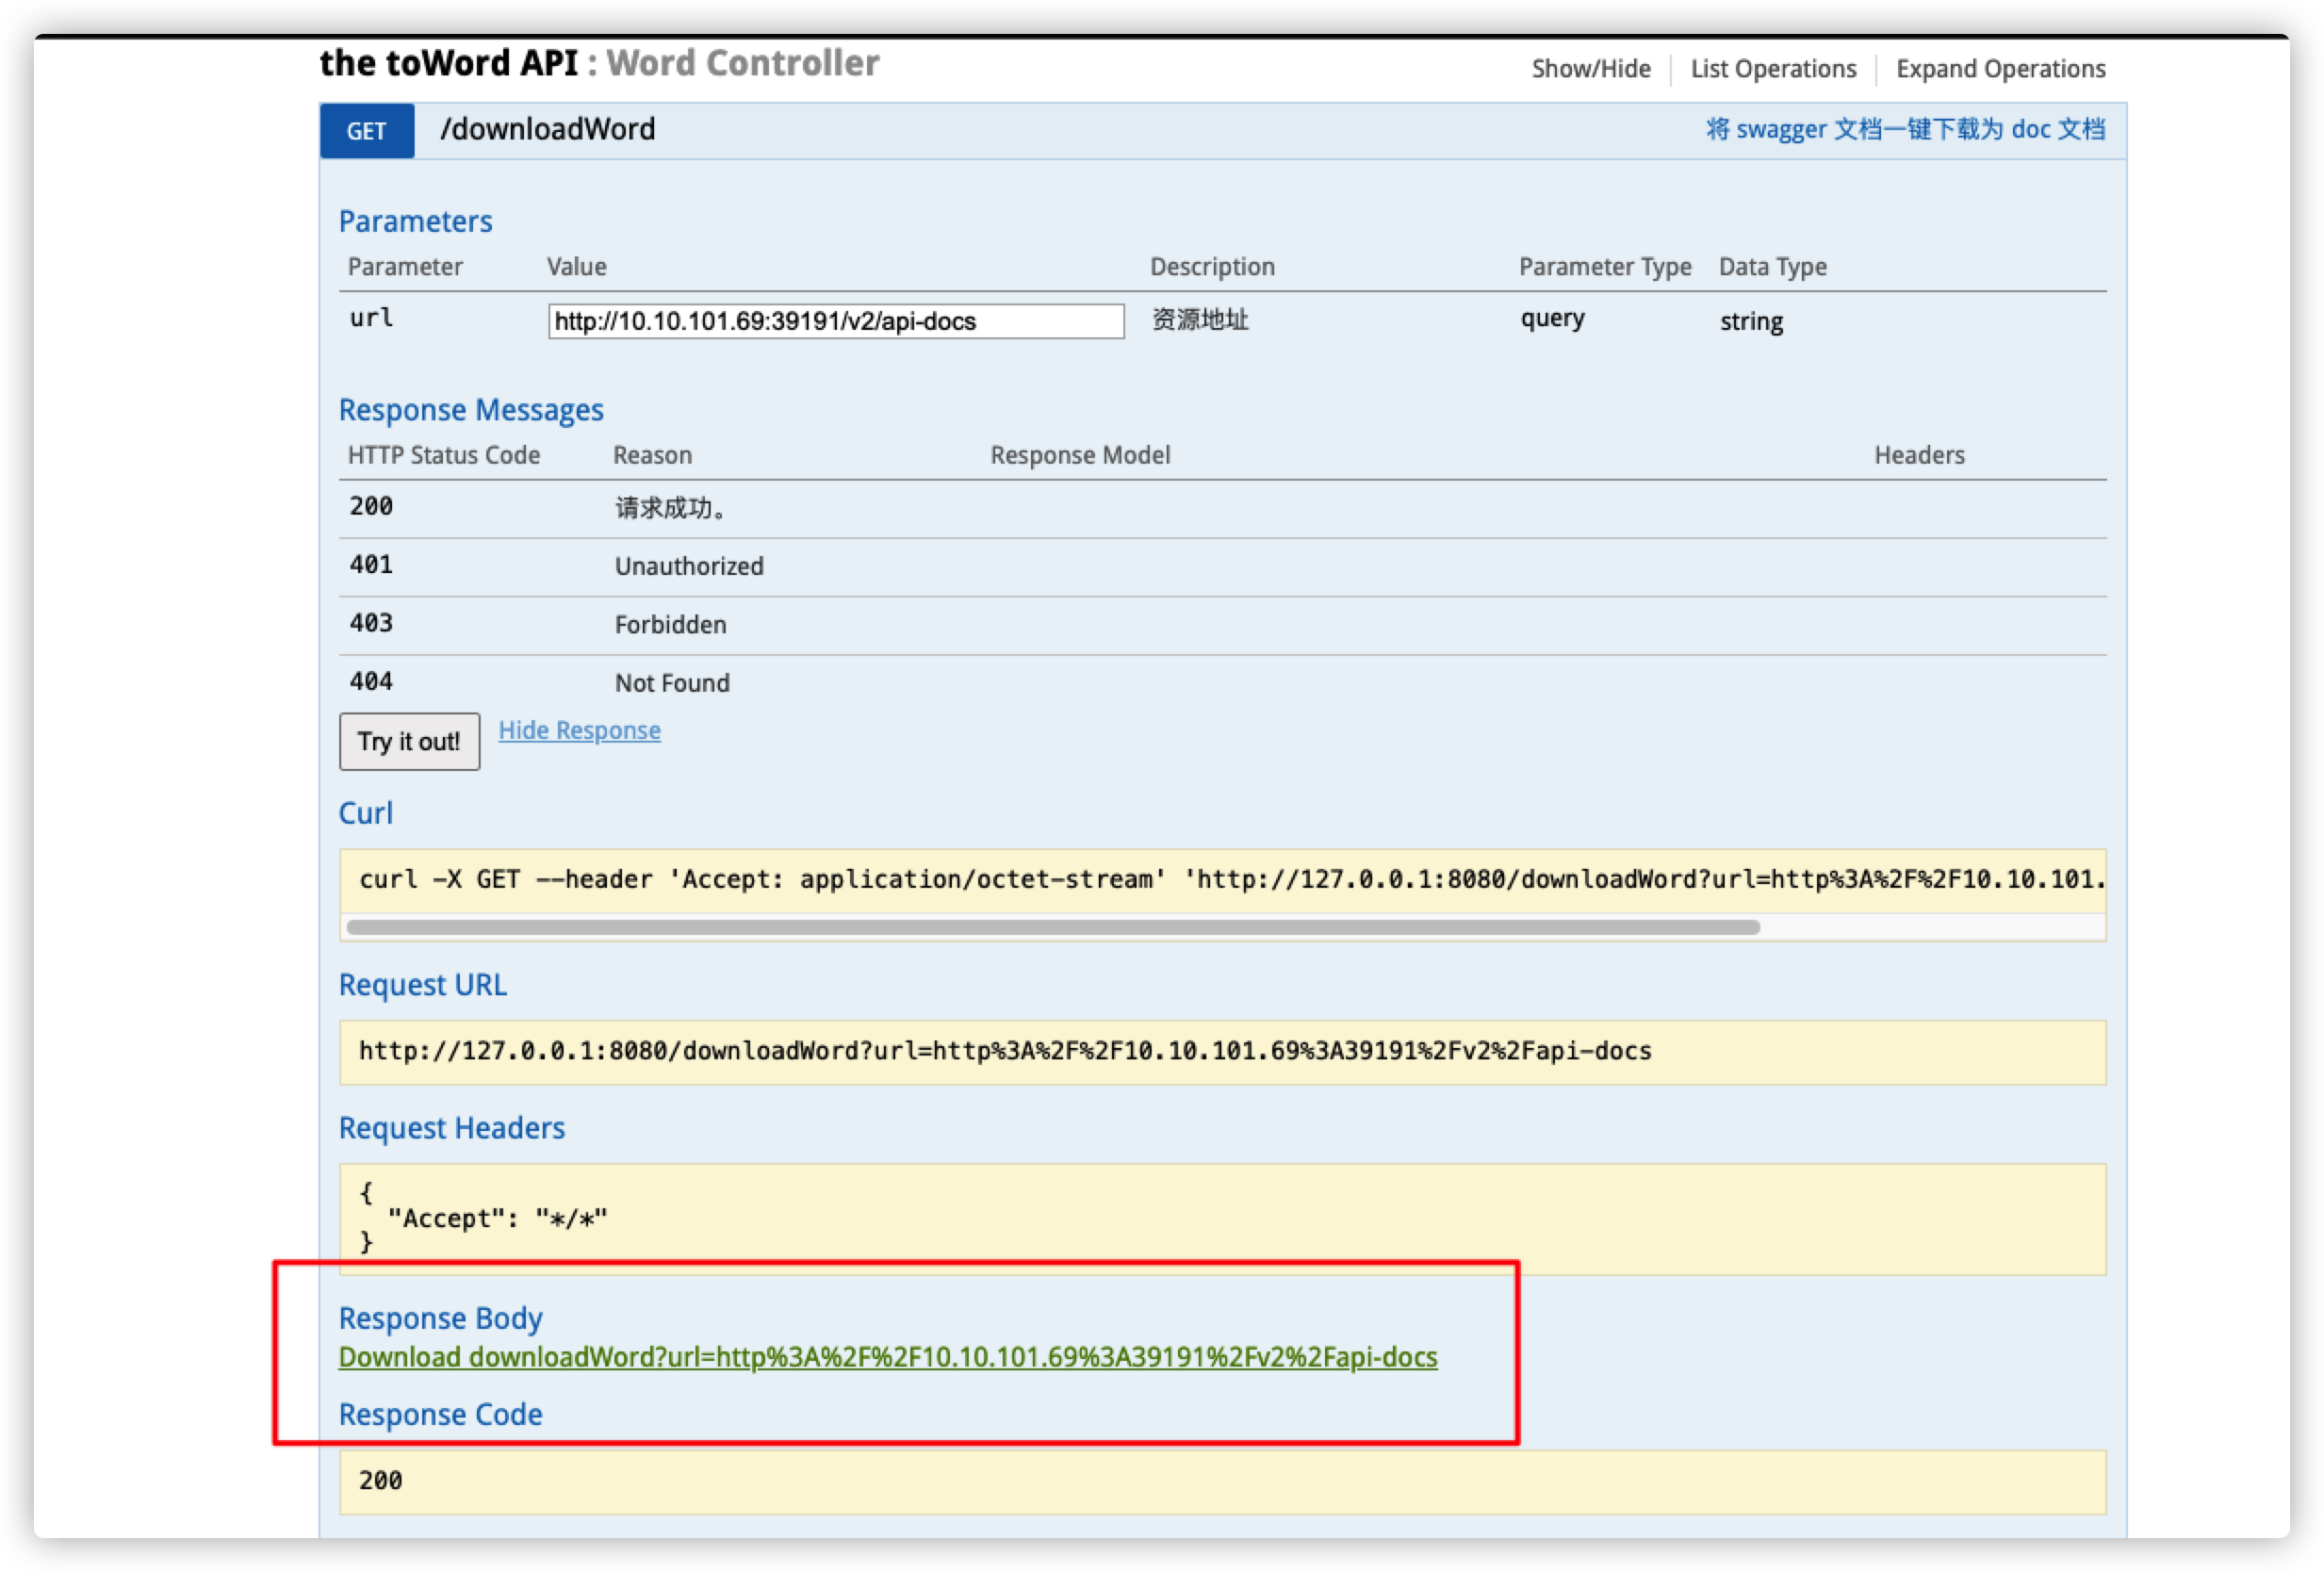 the toWord API : Word Controller
Show/Hide
List Operations
Expand Operations
GET /downloadWord
将 swagger 文档一键下载为 doc 文档
Parameters
Parameter Value Description Parameter Type Data Type
url http://10.10.101.69:39191/v2/api-docs 资源地址 query string
Response Messages
HTTP Status Code Reason Response Model Headers
200 请求成功。
401 Unauthorized
403 Forbidden
404 Not Found
Try it out! Hide Response
Curl
curl -X GET --header 'Accept: application/octet-stream' 'http://127.0.0.1:8080/downloadWord?url=http%3A%2F%2F10.10.101.
Request URL
http://127.0.0.1:8080/downloadWord?url=http%3A%2F%2F10.10.101.69%3A39191%2Fv2%2Fapi-docs
Request Headers
{
"Accept": "*/*"
}
Response Body
Download downloadWord?url=http%3A%2F%2F10.10.101.69%3A39191%2Fv2%2Fapi-docs
Response Code
200